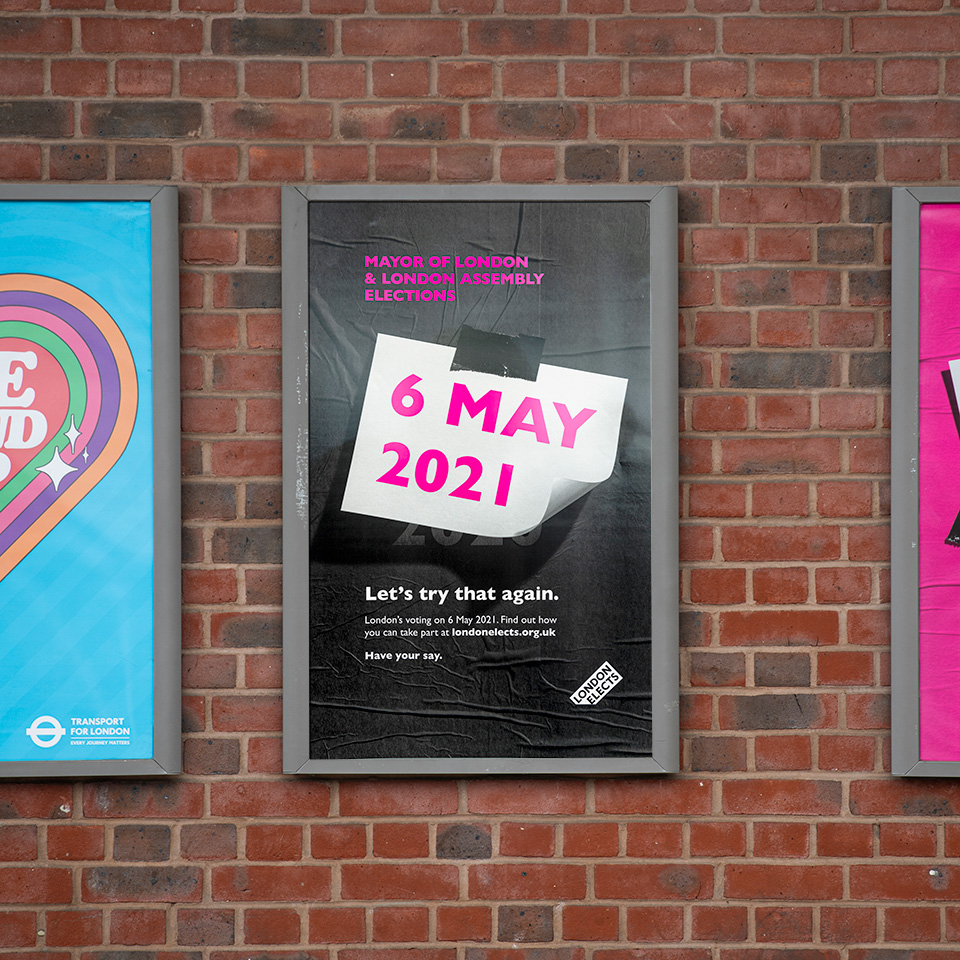 E
ND
TRANSPORT
FOR LONDON
EVERY JOURNEY MATTERS
MAYOR OF LONDON
& LONDON ASSEMBLY
ELECTIONS
6 MAY
2021
2020
Let's try that again.
London's voting on 6 May 2021. Find out how
you can take part at londonelects.org.uk
Have your say.
LONDON
ELECTS